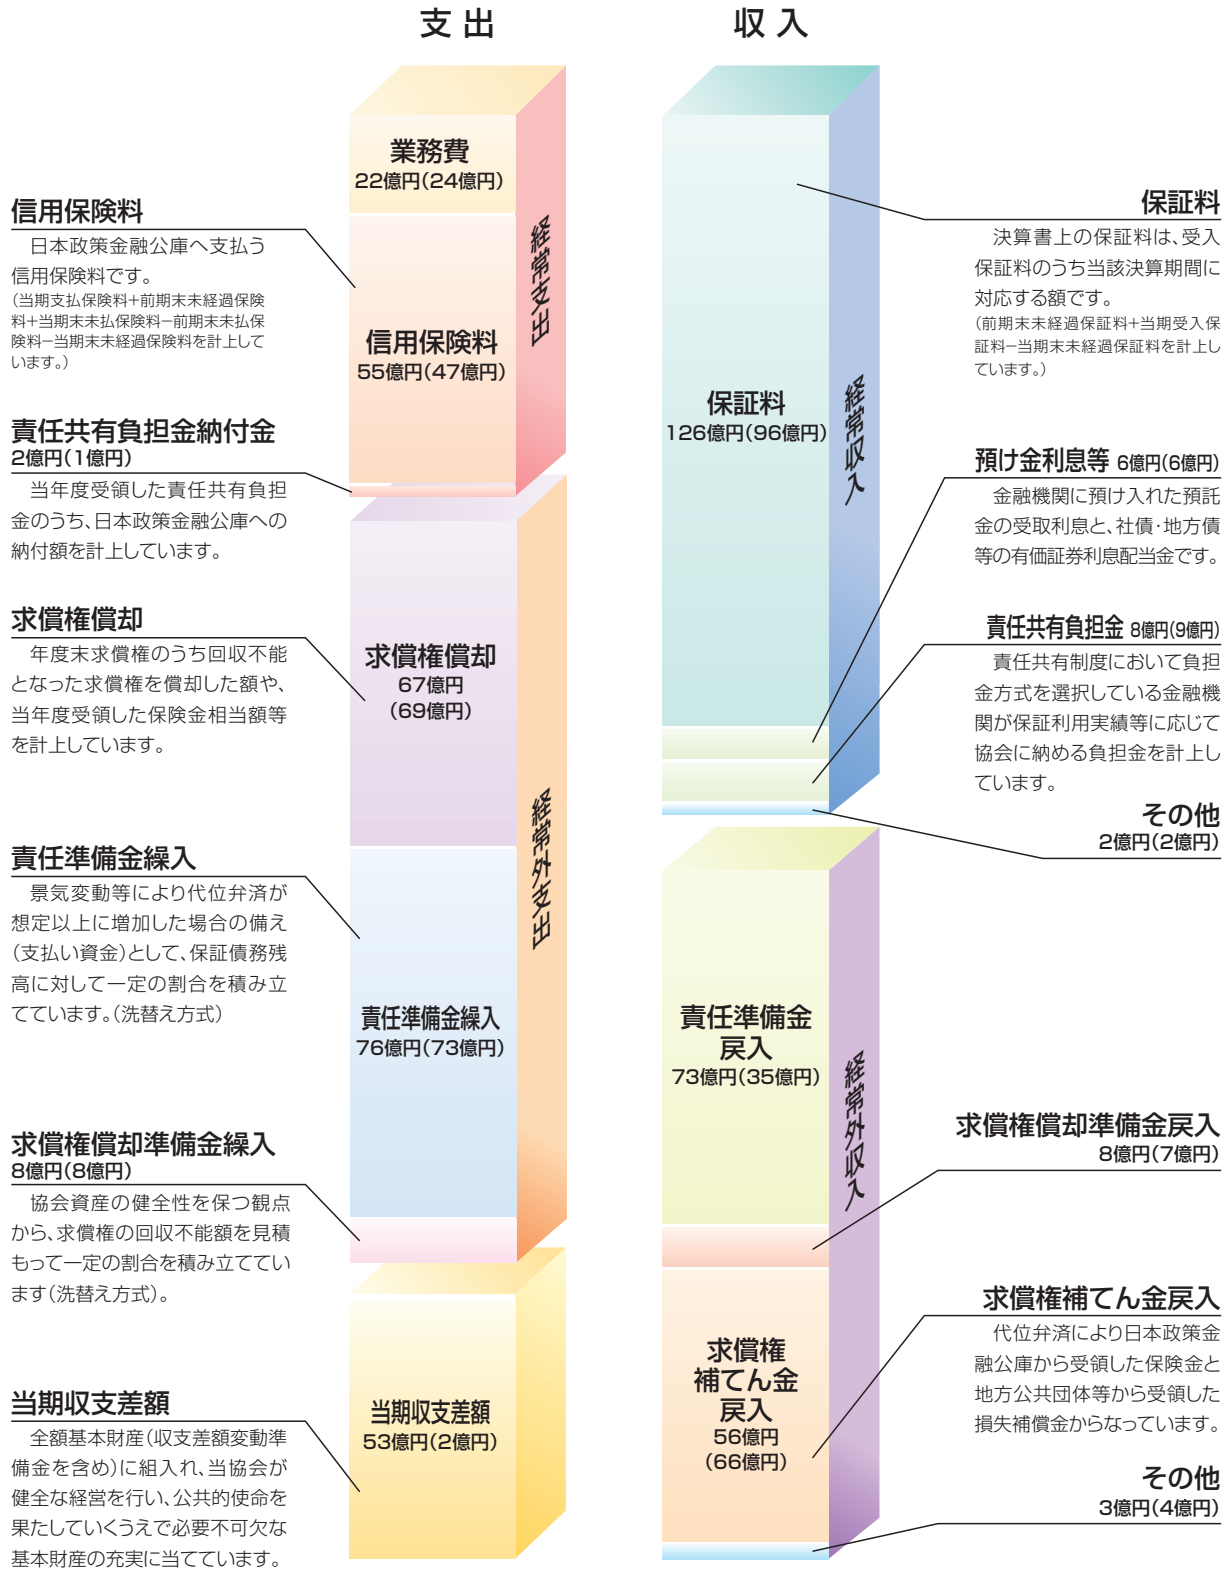 支 出
収 入
業務費
22億円(24億円)
信用保険料
55億円(47億円)
経常支出
信用保険料
日本政策金融公庫へ支払う
信用保険料です。
(当期支払保険料+前期末未経過保険
料+当期末未払保険料−前期末未払保
険料−当期末未経過保険料を計上して
います。)
責任共有負担金納付金
2億円(1億円)
当年度受領した責任共有負担
金のうち、日本政策金融公庫への
納付額を計上しています。
求償権償却
年度末求償権のうち回収不能
となった求償権を償却した額や、
当年度受領した保険金相当額等
を計上しています。
求償権償却
67億円
(69億円)
経常外支出
責任準備金繰入
景気変動等により代位弁済が
想定以上に増加した場合の備え
(支払い資金)として、保証債務残
高に対して一定の割合を積み立
てています。(洗替え方式)
責任準備金繰入
76億円(73億円)
求償権償却準備金繰入
8億円(8億円)
協会資産の健全性を保つ観点
から、求償権の回収不能額を見積
もって一定の割合を積み立ててい
ます(洗替え方式)。
当期収支差額
全額基本財産(収支差額変動準
備金を含め)に組入れ、当協会が
健全な経営を行い、公共的使命を
果たしていくうえで必要不可欠な
基本財産の充実に当てています。
当期収支差額
53億円(2億円)
保証料
126億円(96億円)
経常収入
保証料
決算書上の保証料は、受入
保証料のうち当該決算期間に
対応する額です。
(前期末未経過保証料+当期受入保
証料−当期末未経過保証料を計上し
ています。)
預け金利息等 6億円(6億円)
金融機関に預け入れた預託
金の受取利息と、社債・地方債
等の有価証券利息配当金です。
責任共有負担金 8億円(9億円)
責任共有制度において負担
金方式を選択している金融機
関が保証利用実績等に応じて
協会に納める負担金を計上し
ています。
その他
2億円(2億円)
責任準備金
戻入
73億円(35億円)
経常外収入
求償権償却準備金戻入
8億円(7億円)
求償権
補てん金
戻入
56億円
(66億円)
求償権補てん金戻入
代位弁済により日本政策金
融公庫から受領した保険金と
地方公共団体等から受領した
損失補償金からなっています。
その他
3億円(4億円)